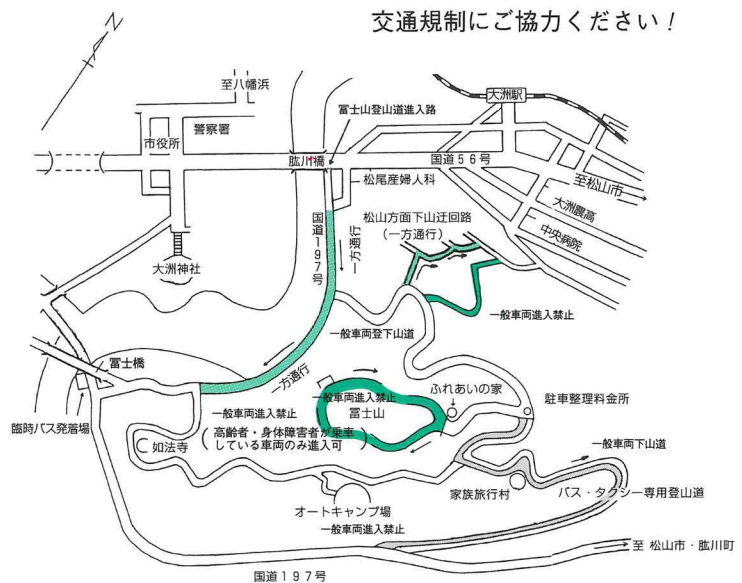 交通規制にご協力ください！
N
至八幡浜
大洲駅
冨士山登山道進入路
警察署
市役所
肱川橋
国道56号
松尾産婦人科
至松山市
大洲農高
中央病院
国道197号
一方通行
松山方面下山迂回路
（一方通行）
大洲神社
一般車両進入禁止
一般車両登下山道
冨士橋
一方通行
一般車両進入禁止
冨士山
ふれあいの家
駐車整理料金所
臨時バス発着場
一般車両進入禁止
（高齢者・身体障害者が乗車
している車両のみ進入可）
如法寺
一般車両下山道
家族旅行村
バス・タクシー専用登山道
オートキャンプ場
一般車両進入禁止
至 松山市・肱川町
国道197号